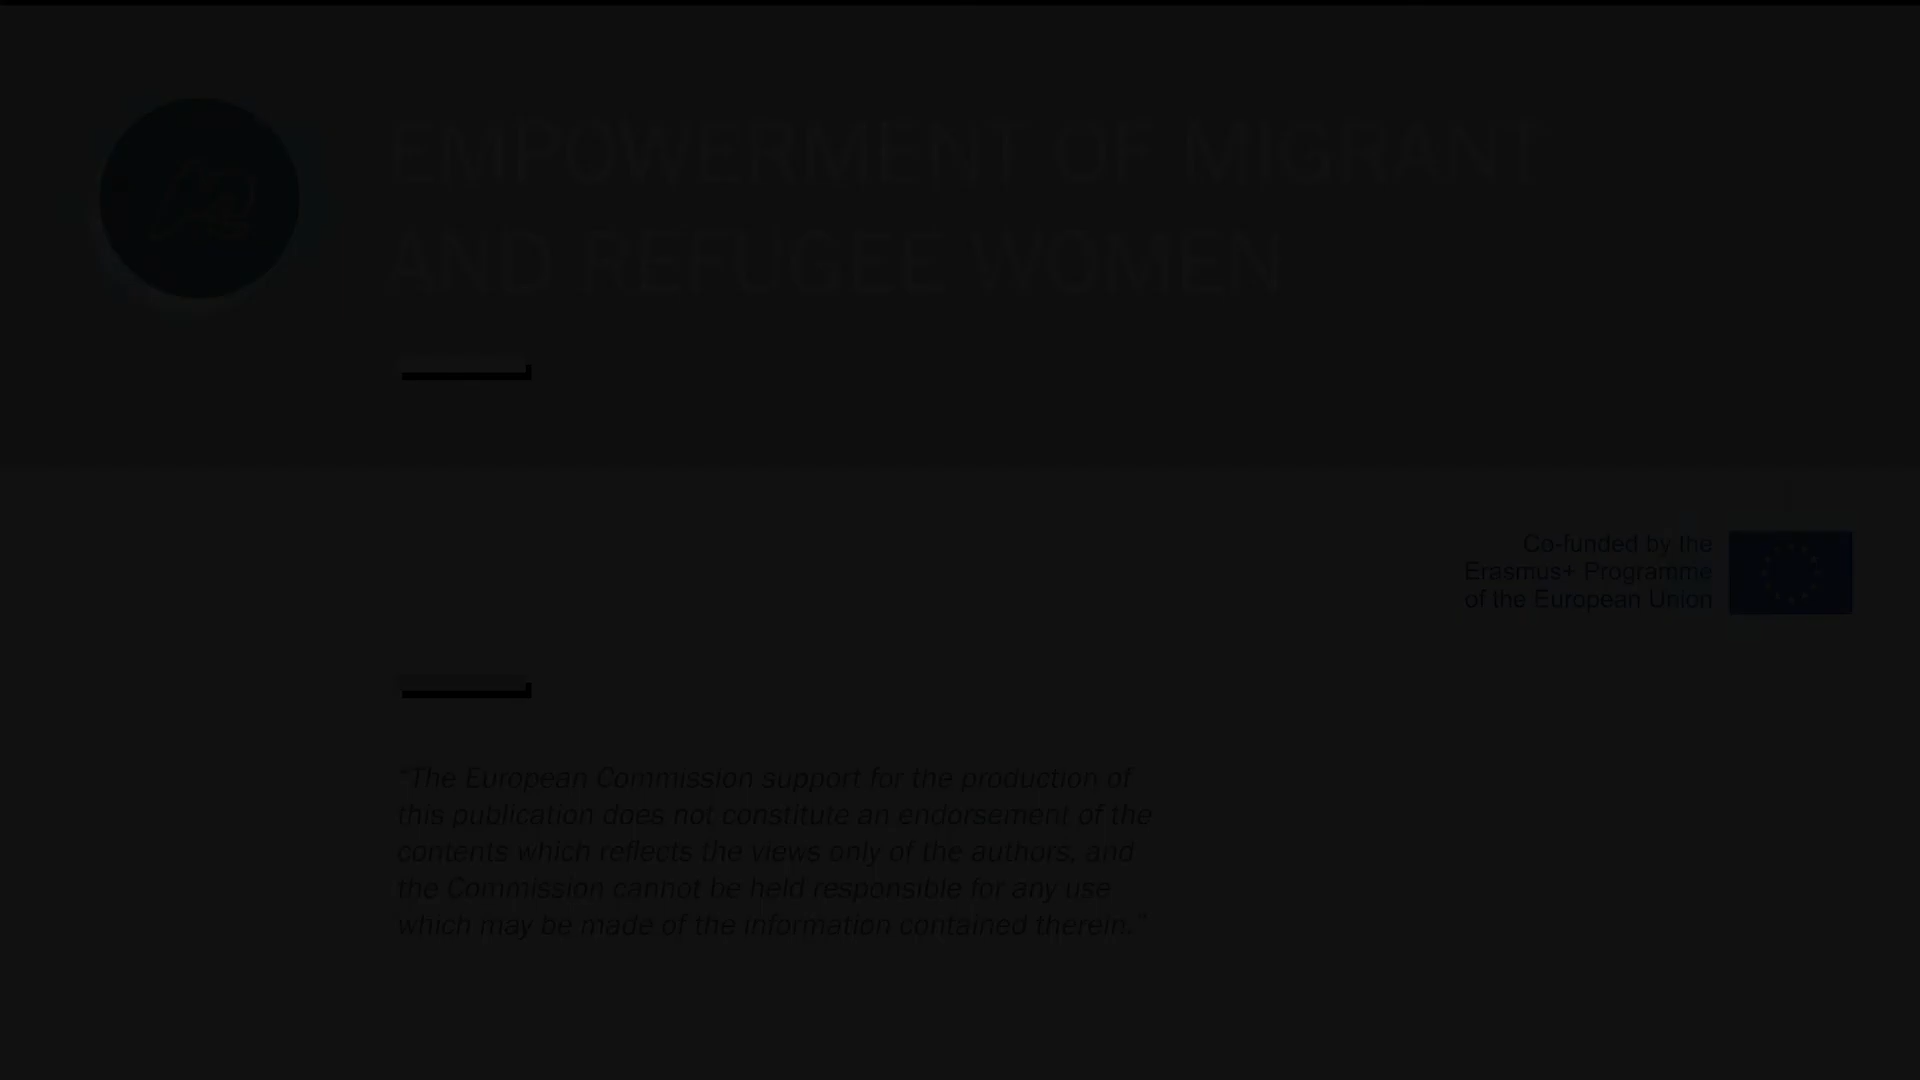 EMPOWERMENT OF MIGRANT
AND REFUGEE WOMEN
Co-funded by the
Erasmus+ Programme
of the European Union
“The European Commission support for the production of
this publication does not constitute an endorsement of the
contents which reflects the views only of the authors, and
the Commission cannot be held responsible for any use
which may be made of the information contained therein.”